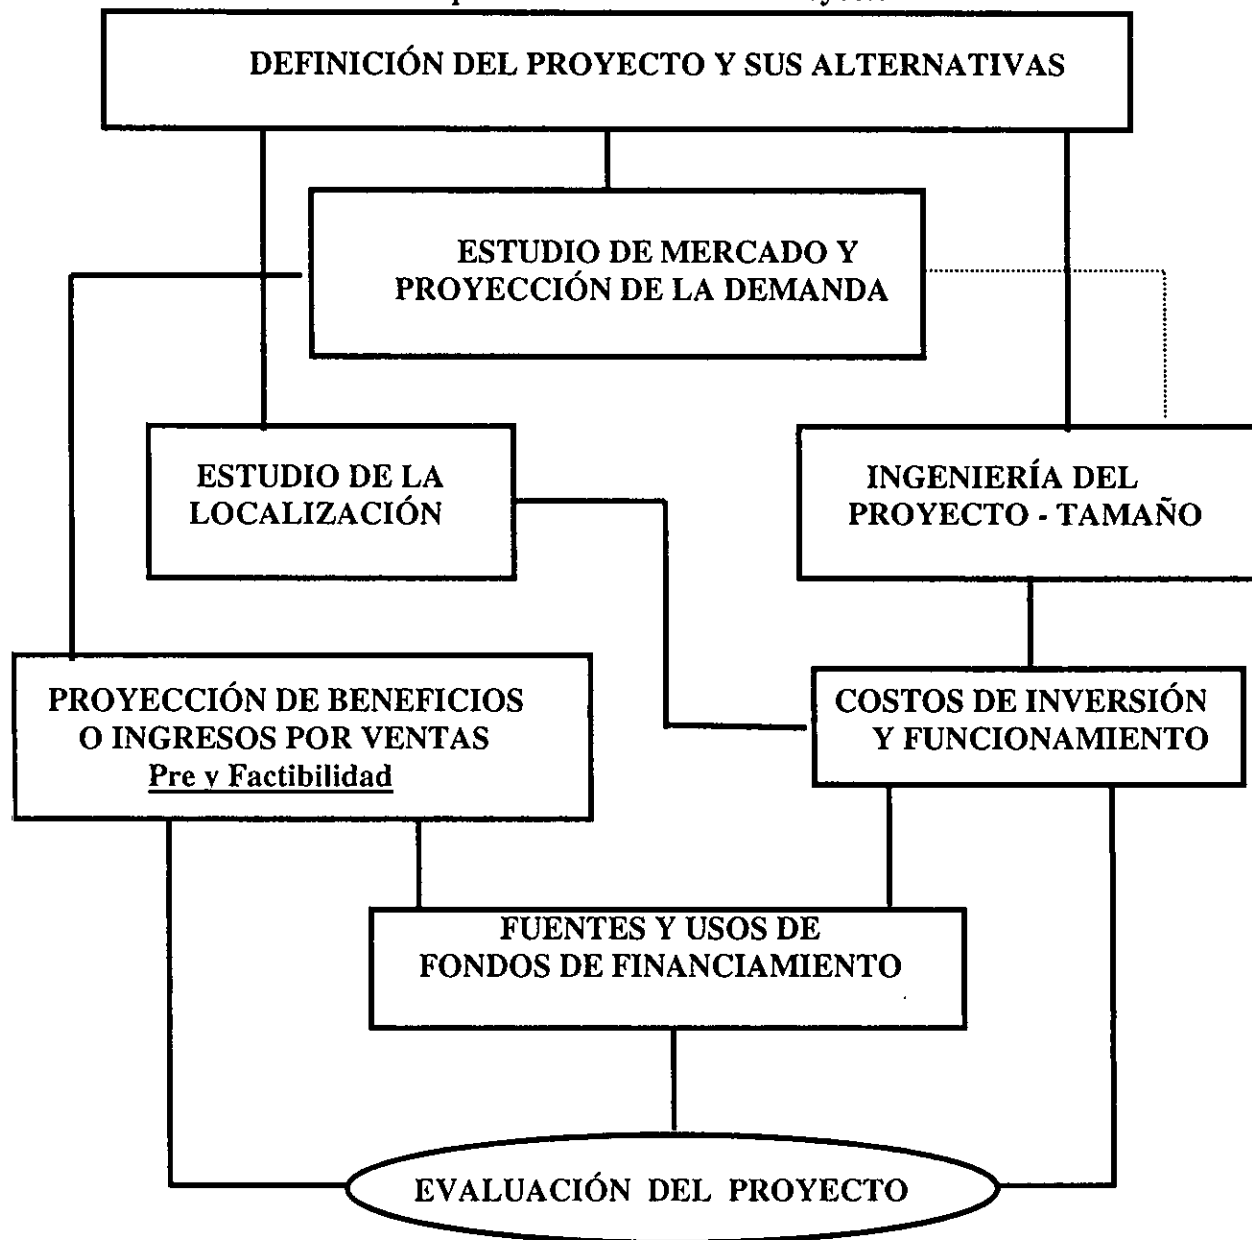 DEFINICIÓN DEL PROYECTO Y SUS ALTERNATIVAS
ESTUDIO DE MERCADO Y
PROYECCIÓN DE LA DEMANDA
ESTUDIO DE LA
LOCALIZACIÓN
INGENIERÍA DEL
PROYECTO - TAMAÑO
PROYECCIÓN DE BENEFICIOS
O INGRESOS POR VENTAS
Pre y Factibilidad
COSTOS DE INVERSIÓN
Y FUNCIONAMIENTO
FUENTES Y USOS DE
FONDOS DE FINANCIAMIENTO
EVALUACIÓN DEL PROYECTO